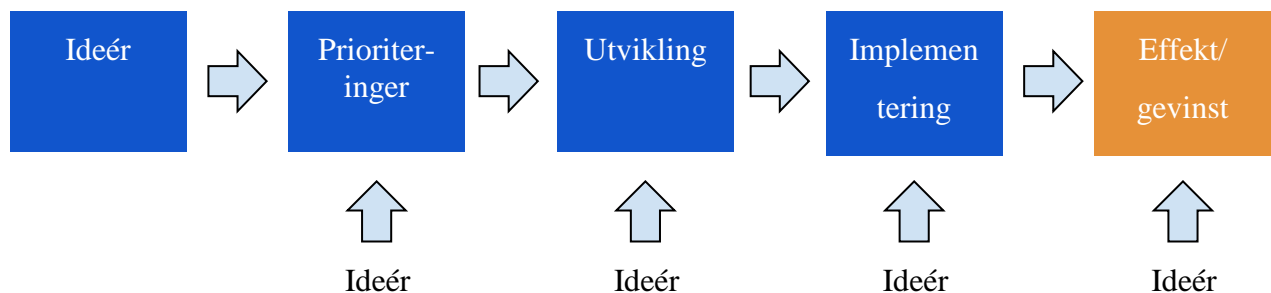 Ideér
Prioriter-
inger
Utvikling
Implemen
tering
Effekt/
gevinst
Ideér
Ideér
Ideér
Ideér